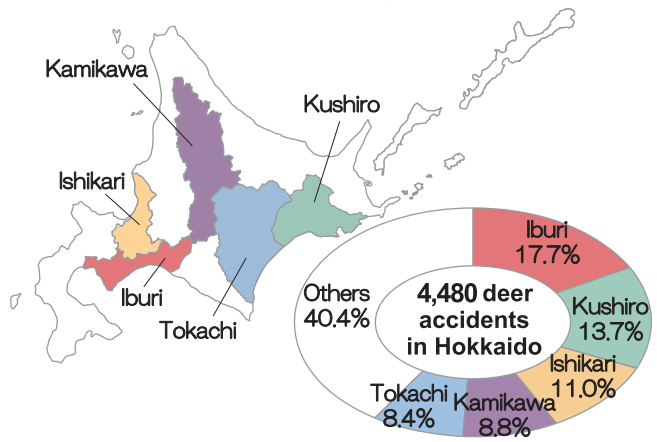 Kamikawa
Kushiro
Ishikari
Iburi
Tokachi
Iburi
17.7%
Kushiro
13.7%
Ishikari
11.0%
Kamikawa
8.8%
Tokachi
8.4%
Others
40.4%
4,480 deer
accidents
in Hokkaido